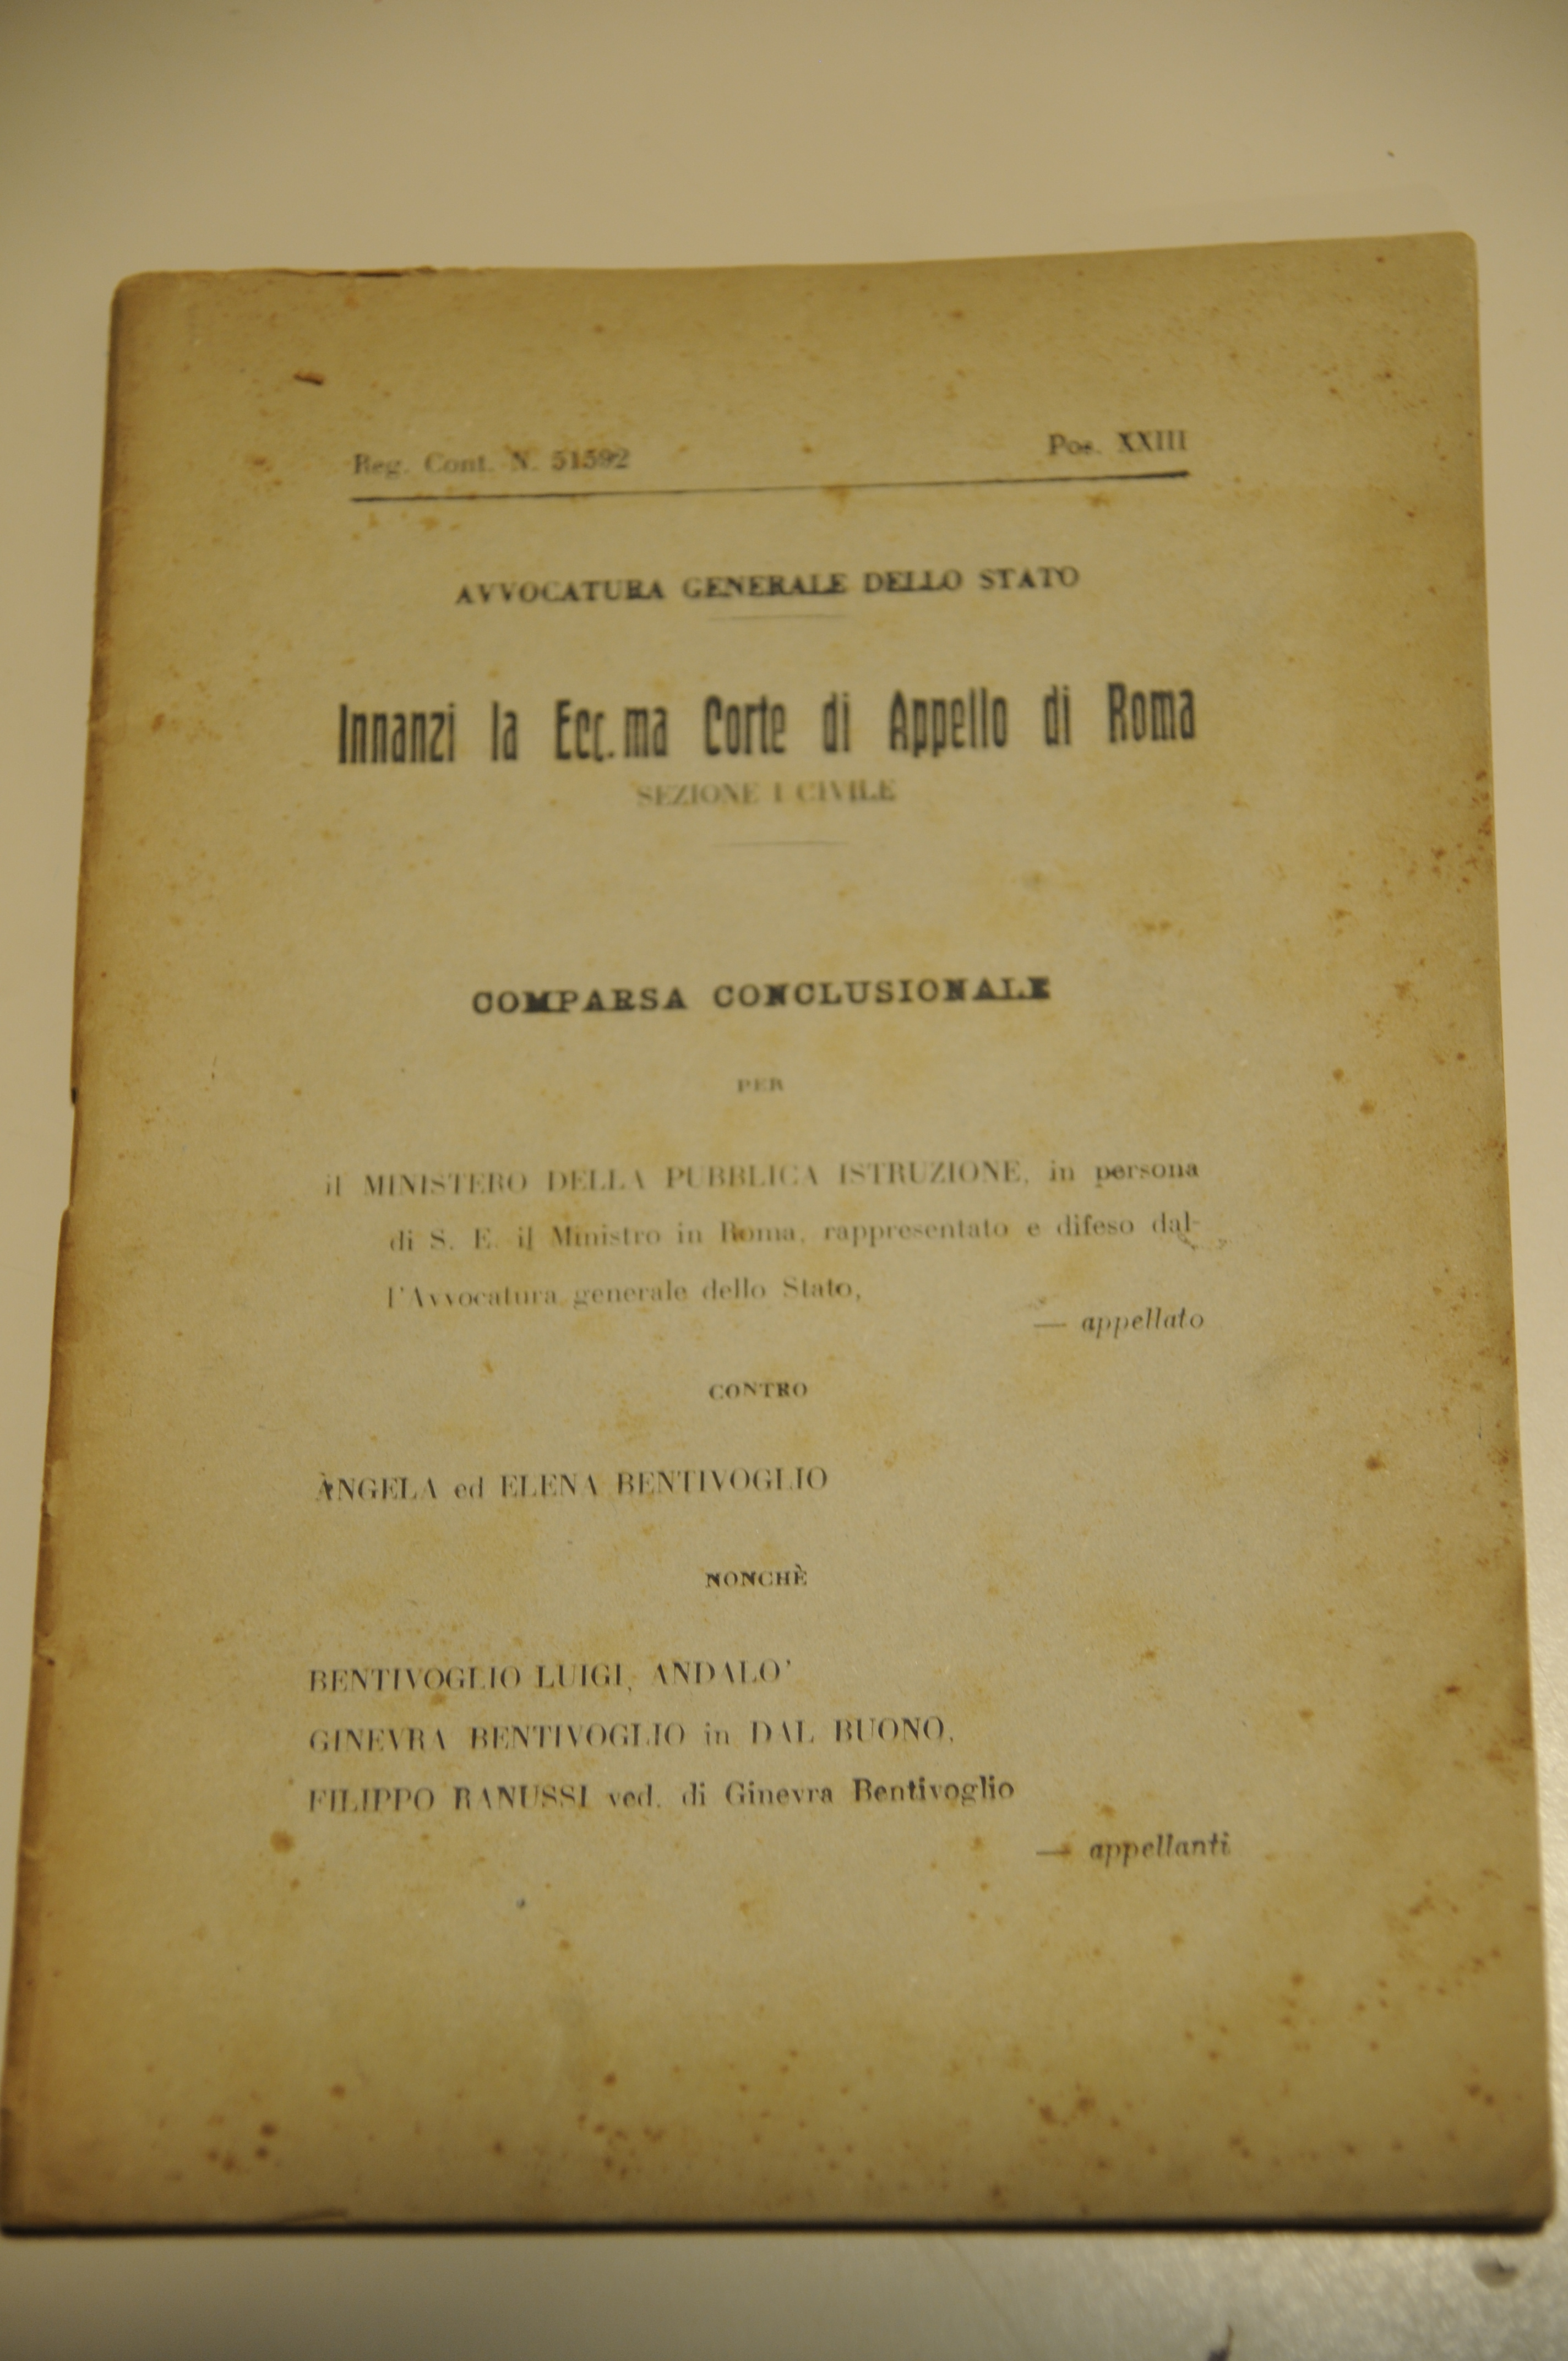 Reg. Cont. N. 51592 Pos. XXIII
AVVOCATURA GENERALE DELLO STATO
Innanzi la Ecc.ma Corte di Appello di Roma
SEZIONE I CIVILE
COMPARSA CONCLUSIONALE
PER
il MINISTERO DELLA PUBBLICA ISTRUZIONE, in persona
di S. E. il Ministro in Roma, rappresentato e difeso dal-
l'Avvocatura generale dello Stato,
— appellato
CONTRO
ANGELA ed ELENA BENTIVOGLIO
NONCHÈ
BENTIVOGLIO LUIGI, ANDALO'
GINEVRA BENTIVOGLIO in DAL BUONO,
FILIPPO RANUSSI ved. di Ginevra Bentivoglio
— appellanti